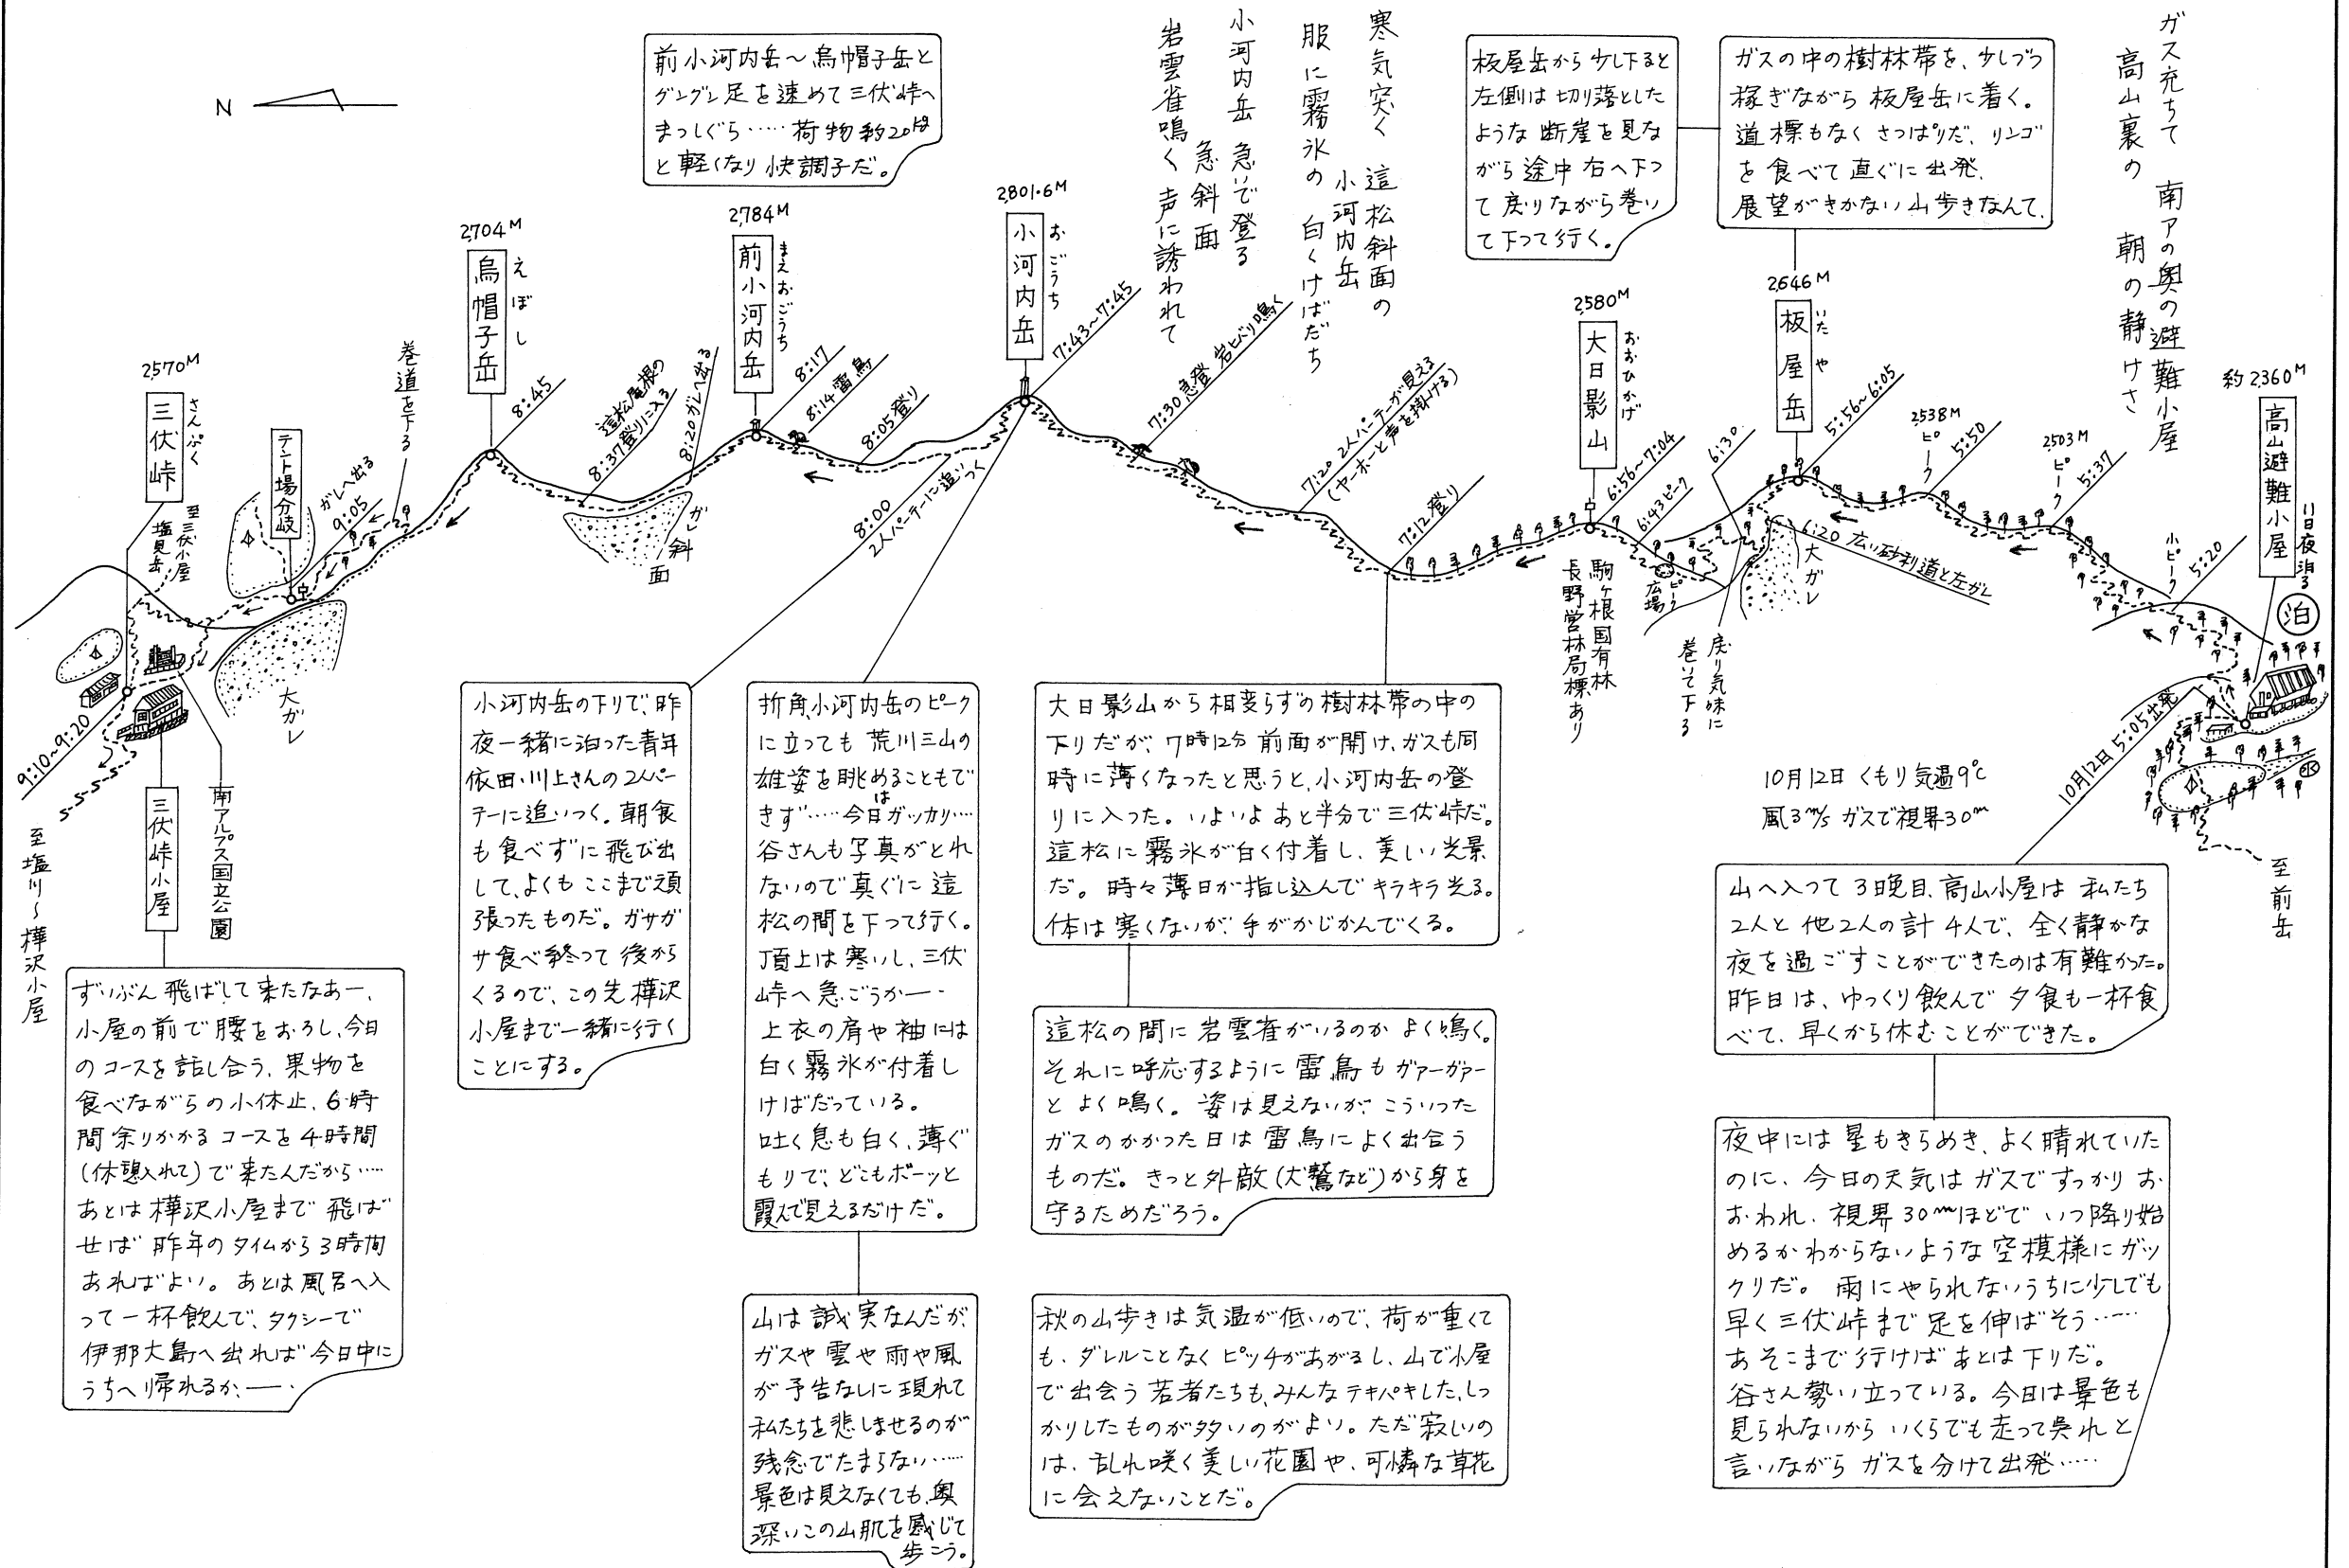 ガス充ちて 南アの奥の避難小屋
高山裏の 朝の静けさ
寒気突く 這松斜面の
小河内岳
服に霧氷の 白くけばだち
小河内岳 急いで登る
急斜面
岩雲雀鳴く 声に誘われて
N
前小河内岳〜烏帽子岳と
グングン足を速めて三伏峠へ
まっしぐら……荷物約20kg
と軽くなり快調子だ。
板屋岳から少し下ると
左側は切り落とした
ような断崖を見な
がら途中右へ下っ
て戻りながら巻い
て下って行く。
ガスの中の樹林帯を、少しづつ
稼ぎながら板屋岳に着く。
道標もなくさっぱりだ、リンゴ
を食べて直ぐに出発、
展望がきかない山歩きなんて、
約2,360M
高山避難小屋
11日夜泊る
泊
水
至前岳
10月12日 5:05出発
5:20
小ピーク
5:37
2,503M
ピーク
5:50
2,538M
ピーク
5:56〜6:05
2,646M
板屋岳
いたや
6:20 広い砂利道と左ガレ
大ガレ
6:30
戻り気味に
巻いて下る
ピーク
広場
6:43ピーク
6:56〜7:04
2,580M
大日影山
おおひかげ
駒ヶ根国有林
長野営林局標あり
7:12登り
7:20 2人パーテーが見える
(ヤーホーと声を掛ける)
7:30 急登 岩ヒバリ鳴く
7:43〜7:45
2,801.6M
小河内岳
おごうち
8:00
2人パーテーに追いつく
8:05登り
8:14雷鳥
8:17
2,784M
前小河内岳
まえおごうち
8:20ガレへ出る
ガレ斜面
這松尾根の
8:37登りに入る
8:45
2,704M
烏帽子岳
えぼし
巻道を下る
ガレへ出る
9:05
テント場分岐
大ガレ
至三伏小屋
塩見岳
2,570M
三伏峠
さんぷく
9:10〜9:20
三伏峠小屋
南アルプス国立公園
至塩川〜樺沢小屋
10月12日 くもり気温9℃
風3m/s ガスで視界30m
山へ入って3晩目、高山小屋は私たち
2人と他2人の計4人で、全く静かな
夜を過ごすことができたのは有難かった。
昨日は、ゆっくり飲んで夕食も一杯食
べて、早くから休むことができた。
夜中には星もきらめき、よく晴れていた
のに、今日の天気はガスですっかりお
おわれ、視界30mほどでいつ降り始
めるかわからないような空模様にガッ
クリだ。 雨にやられないうちに少しでも
早く三伏峠まで足を伸ばそう……
あそこまで行けばあとは下りだ。
谷さん勢い立っている。今日は景色も
見られないからいくらでも走って呉れと
言いながらガスを分けて出発……
大日影山から相変らずの樹林帯の中の
下りだが、7時12分前面が開け、ガスも同
時に薄くなったと思うと、小河内岳の登
りに入った。いよいよあと半分で三伏峠だ。
這松に霧氷が白く付着し、美しい光景
だ。時々薄日が指し込んでキラキラ光る。
体は寒くないが、手がかじかんでくる。
這松の間に岩雲雀がいるのかよく鳴く。
それに呼応するように雷鳥もガァーガァー
とよく鳴く。姿は見えないが、こういった
ガスのかかった日は雷鳥によく出合う
ものだ。きっと外敵(犬鷲など)から身を
守るためだろう。
秋の山歩きは気温が低いので、荷が重くて
も、ダレルことなくピッチがあがるし、山で小屋
で出会う若者たちも、みんなテキパキした、しっ
かりしたものが多いのがよい。ただ寂しいの
は、乱れ咲く美しい花園や、可憐な草花
に会えないことだ。
折角、小河内岳のピーク
に立っても荒川三山の
雄姿を眺めることもで
きず……今日はガッカリ……
谷さんも写真がとれ
ないので真ぐに這
松の間を下って行く。
頂上は寒いし、三伏
峠へ急ごうか――
上衣の肩や袖には
白く霧氷が付着し
けばだっている。
吐く息も白く、薄ぐ
もりで、どこもボーッと
霞んで見えるだけだ。
山は誠実なんだが、
ガスや雲や雨や風
が予告なしに現れて
私たちを悲しませるのが
残念でたまらない……
景色は見えなくても、奥
深いこの山肌を感じて
歩こう。
小河内岳の下りで、昨
夜一緒に泊った青年
依田・川上さんの2人パー
テーに追いつく。朝食
も食べずに飛び出
して、よくもここまで頑
張ったものだ。ガサガ
サ食べ終って後から
くるので、この先樺沢
小屋まで一緒に行く
ことにする。
ずいぶん飛ばして来たなあー、
小屋の前で腰をおろし、今日
のコースを話し合う、果物を
食べながらの小休止、6時
間余りかかるコースを4時間
(休憩入れて)で来たんだから……
あとは樺沢小屋まで飛ば
せば昨年のタイムから3時間
あればよい。あとは風呂へ入
って一杯飲んで、タクシーで
伊那大島へ出れば今日中に
うちへ帰れるか、――.